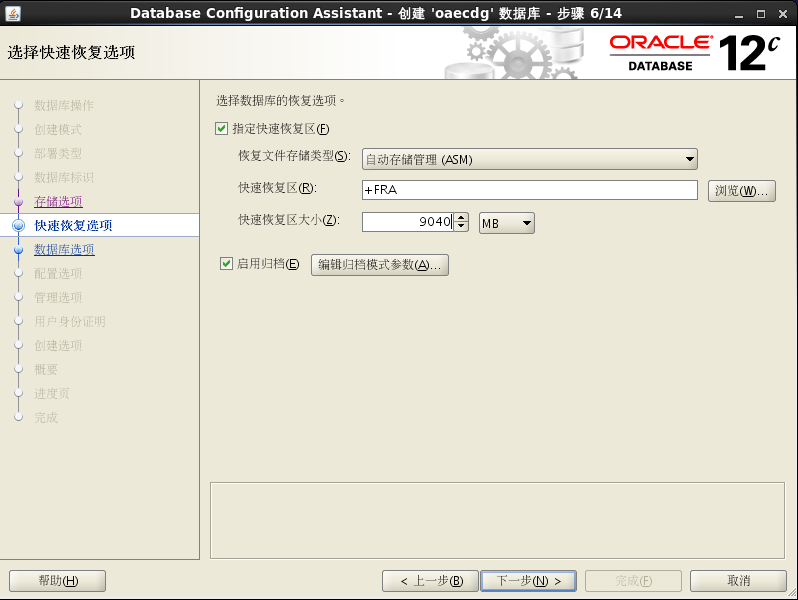 Database Configuration Assistant - 创建 'oaecdg' 数据库 - 步骤 6/14
选择快速恢复选项
ORACLE
DATABASE
12c
数据库操作
创建模式
部署类型
数据库标识
存储选项
快速恢复选项
数据库选项
配置选项
管理选项
用户身份证明
创建选项
概要
进度页
完成
选择数据库的恢复选项。
指定快速恢复区(F)
恢复文件存储类型(S): 自动存储管理 (ASM)
快速恢复区(R): +FRA 浏览(W)...
快速恢复区大小(Z): 9040 MB
启用归档(E) 编辑归档模式参数(A)...
帮助(H) < 上一步(B) 下一步(N) > 完成(F) 取消